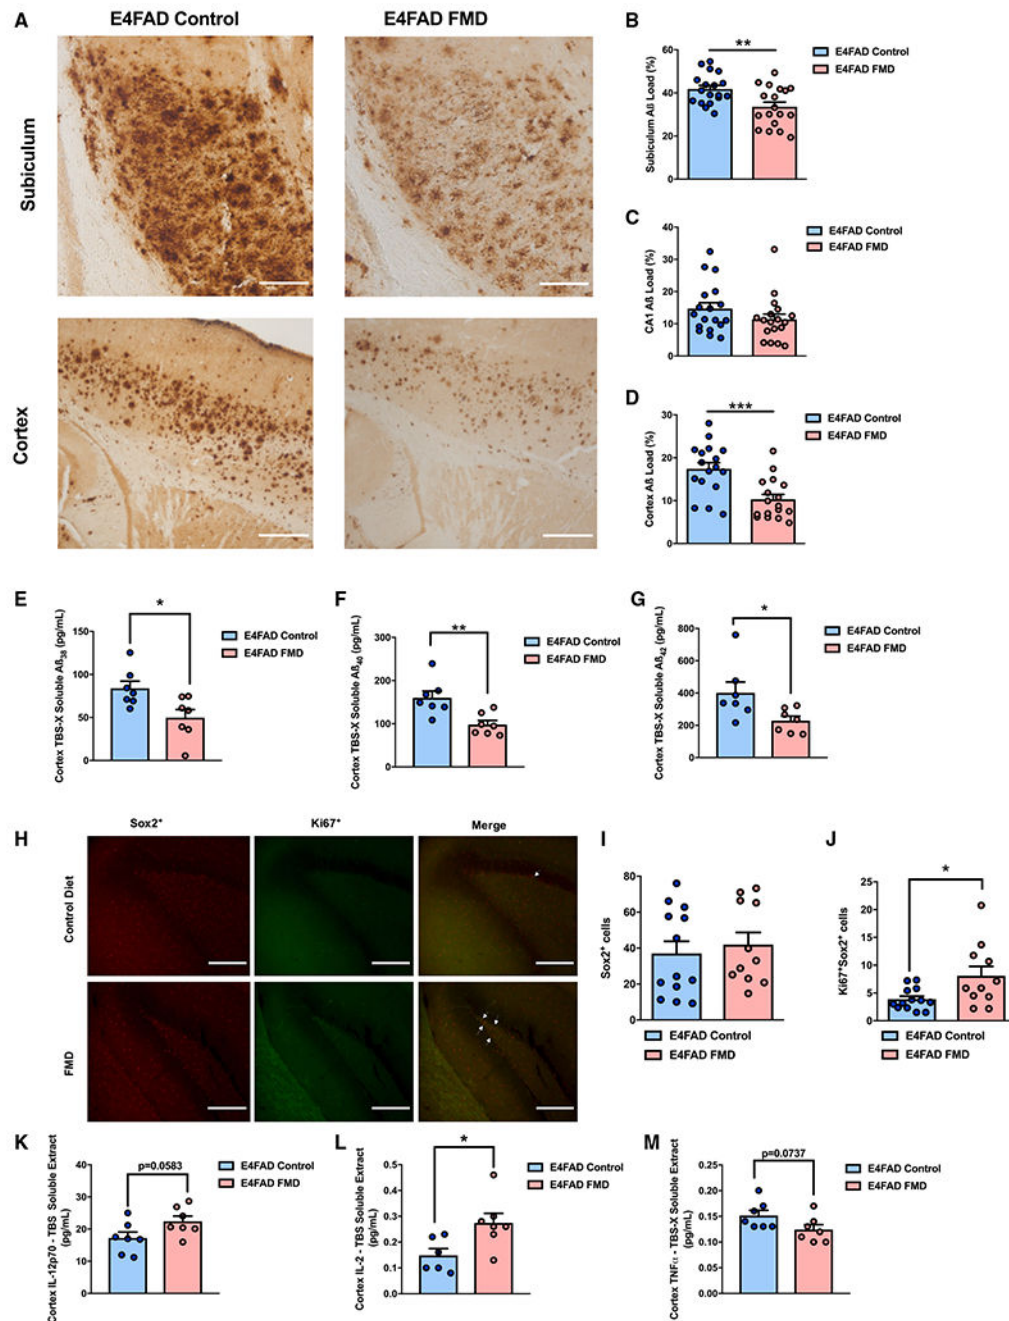 A
E4FAD Control
E4FAD FMD
Subiculum
Cortex
B
**
Subiculum Aß Load (%)
60
40
20
0
E4FAD Control
E4FAD FMD
C
CA1 Aß Load (%)
40
30
20
10
0
E4FAD Control
E4FAD FMD
D
***
Cortex Aß Load (%)
30
20
10
0
E4FAD Control
E4FAD FMD
E
*
Cortex TBS-X Soluble Aß38 (pg/mL)
150
100
50
0
E4FAD Control
E4FAD FMD
F
**
Cortex TBS-X Soluble Aß40 (pg/mL)
300
200
100
0
E4FAD Control
E4FAD FMD
G
*
Cortex TBS-X Soluble Aß42 (pg/mL)
800
600
400
200
0
E4FAD Control
E4FAD FMD
H
Sox2+
Ki67+
Merge
Control Diet
FMD
I
Sox2+ cells
80
60
40
20
0
E4FAD Control
E4FAD FMD
J
*
Ki67+Sox2+ cells
25
20
15
10
5
0
E4FAD Control
E4FAD FMD
K
p=0.0583
Cortex IL-12p70 - TBS Soluble Extract
(pg/mL)
40
30
20
10
0
E4FAD Control
E4FAD FMD
L
*
Cortex IL-2 - TBS Soluble Extract
(pg/mL)
0.5
0.4
0.3
0.2
0.1
0.0
E4FAD Control
E4FAD FMD
M
p=0.0737
Cortex TNFα - TBS-X Soluble Extract
(pg/mL)
0.25
0.20
0.15
0.10
0.05
0.00
E4FAD Control
E4FAD FMD